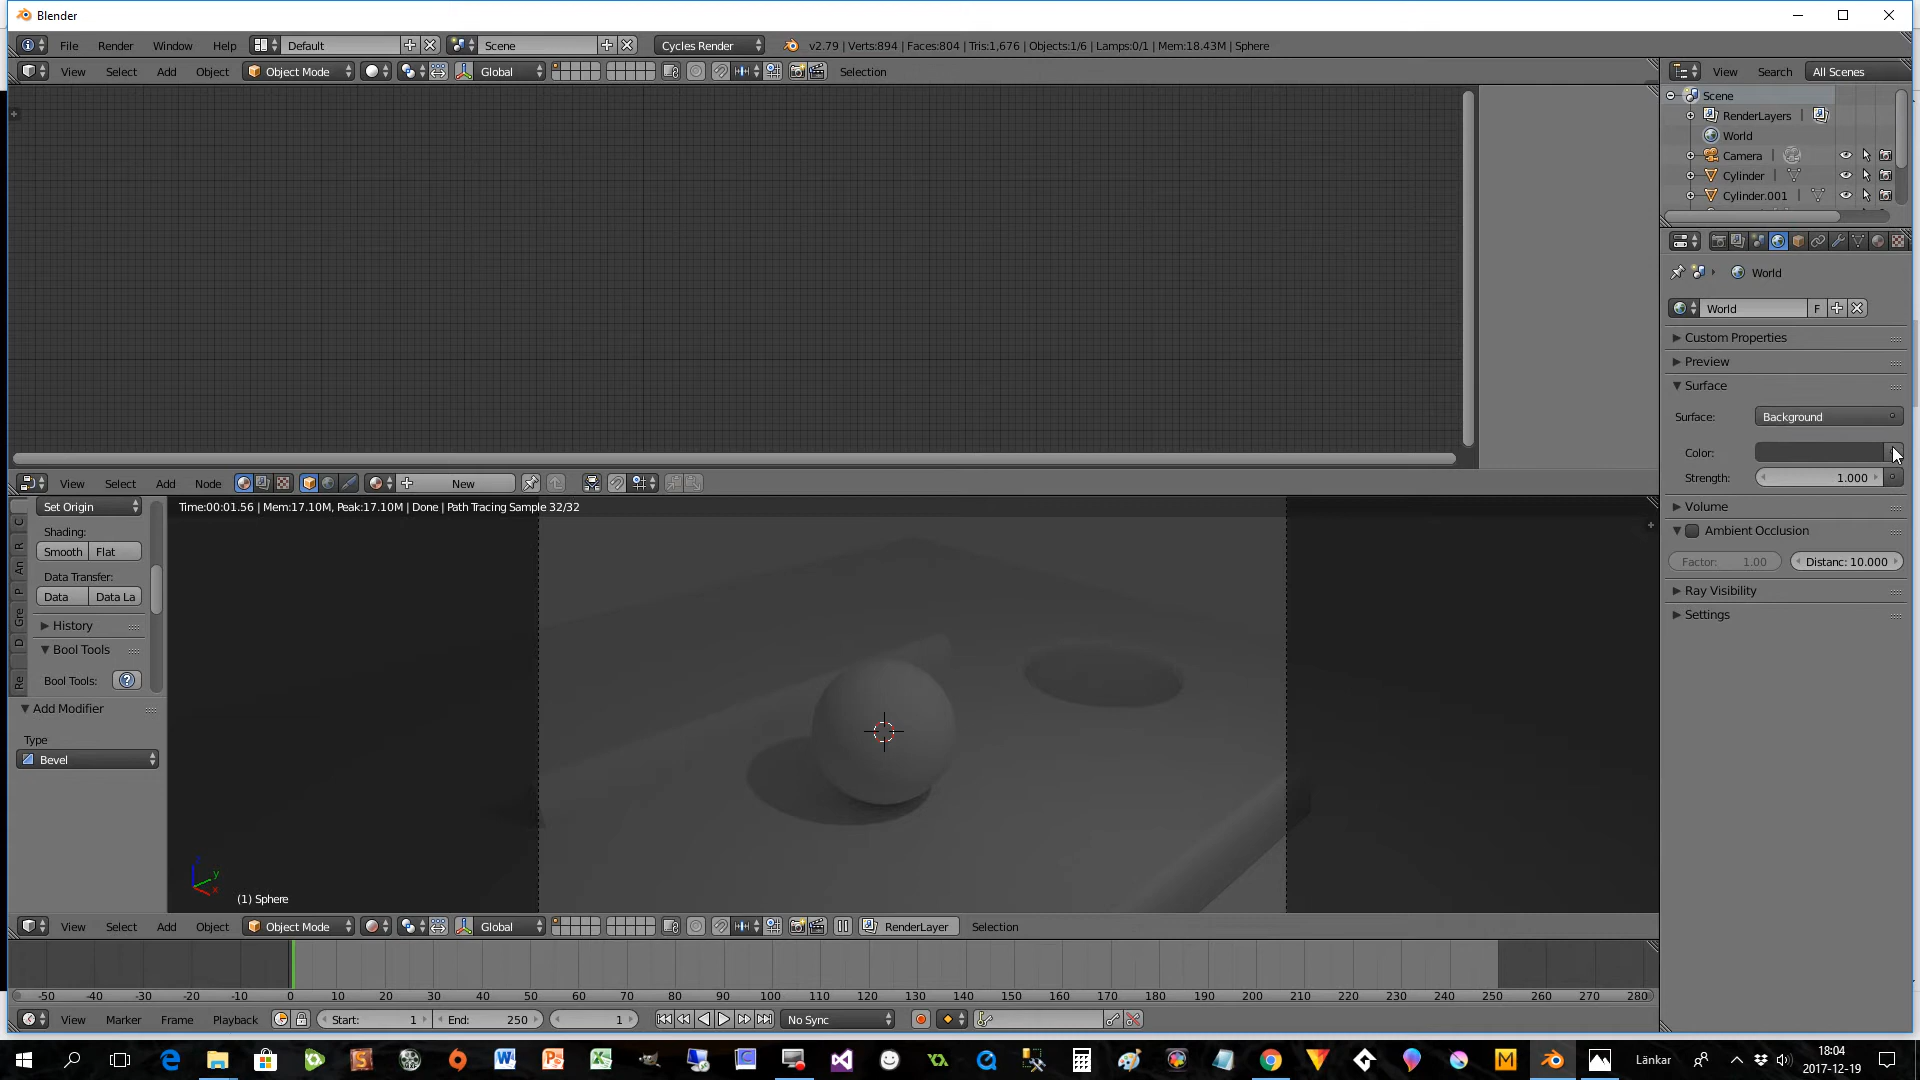 Blender
File Render Window Help Default Scene Cycles Render v2.79 | Verts:894 | Faces:804 | Tris:1,676 | Objects:1/6 | Lamps:0/1 | Mem:18.43M | Sphere
View Select Add Object Object Mode Global Selection
View Search All Scenes
Scene
RenderLayers |
World
Camera |
Cylinder |
Cylinder.001 |
World
World F
Custom Properties
Preview
Surface
Surface: Background
Color:
Strength: 1.000
Volume
Ambient Occlusion
Factor: 1.00 Distanc: 10.000
Ray Visibility
Settings
View Select Add Node New
Set Origin
Shading:
Smooth Flat
Data Transfer:
Data Data La
History
Bool Tools
Bool Tools:
C
R
An
P
Gre
D
Re
Add Modifier
Type
Bevel
Time:00:01.56 | Mem:17.10M, Peak:17.10M | Done | Path Tracing Sample 32/32
z
y
x
(1) Sphere
View Select Add Object Object Mode Global RenderLayer Selection
-50 -40 -30 -20 -10 0 10 20 30 40 50 60 70 80 90 100 110 120 130 140 150 160 170 180 190 200 210 220 230 240 250 260 270 280
View Marker Frame Playback Start: 1 End: 250 1 No Sync
Länkar
18:04
2017-12-19